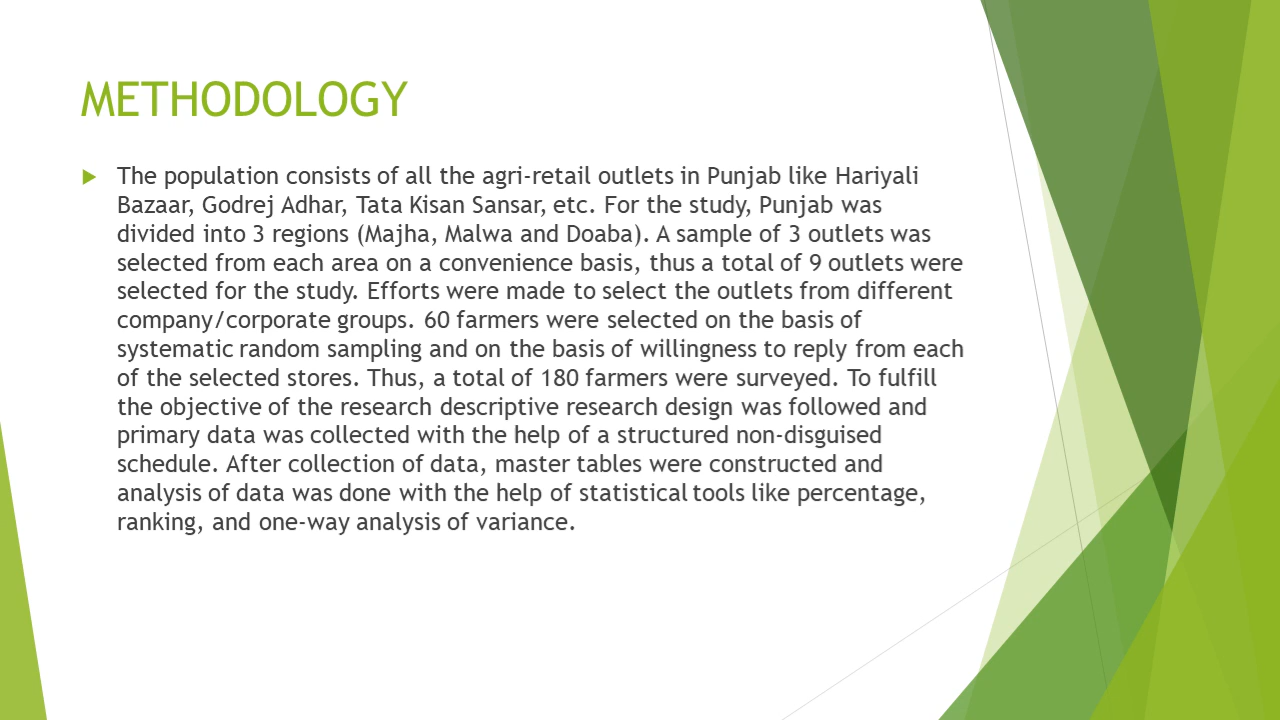 METHODOLOGY
The population consists of all the agri-retail outlets in Punjab like Hariyali
Bazaar, Godrej Adhar, Tata Kisan Sansar, etc. For the study, Punjab was
divided into 3 regions (Majha, Malwa and Doaba). A sample of 3 outlets was
selected from each area on a convenience basis, thus a total of 9 outlets were
selected for the study. Efforts were made to select the outlets from different
company/corporate groups. 60 farmers were selected on the basis of
systematic random sampling and on the basis of willingness to reply from each
of the selected stores. Thus, a total of 180 farmers were surveyed. To fulfill
the objective of the research descriptive research design was followed and
primary data was collected with the help of a structured non-disguised
schedule. After collection of data, master tables were constructed and
analysis of data was done with the help of statistical tools like percentage,
ranking, and one-way analysis of variance.